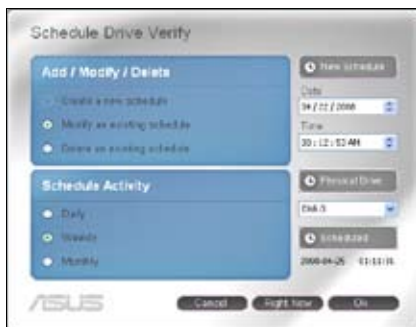 Schedule Drive Verify
Add / Modify / Delete
Create a new schedule
Modify an existing schedule
Delete an existing schedule
New Schedule
Date
Time
Schedule Activity
Daily
Weekly
Monthly
Physical Drive
Scheduled
ASUS
Cancel
Right Now
Ok